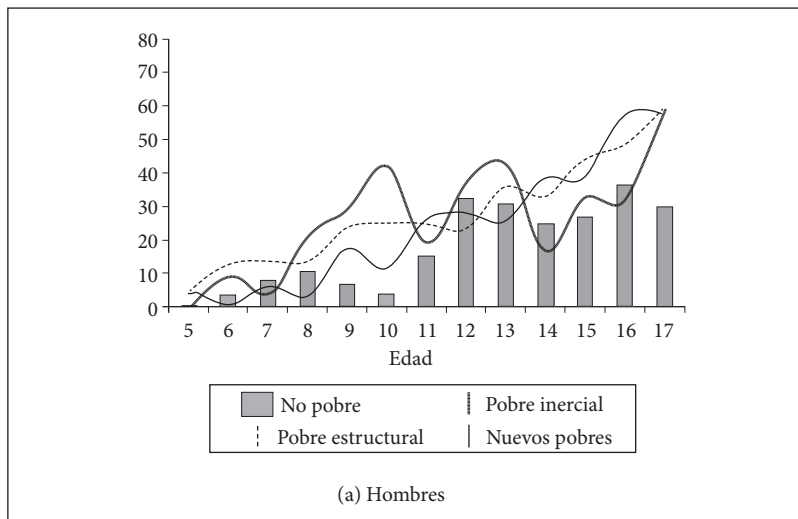 80
70
60
50
40
30
20
10
0
5 6 7 8 9 10 11 12 13 14 15 16 17
Edad
No pobre Pobre inercial
Pobre estructural Nuevos pobres
(a) Hombres